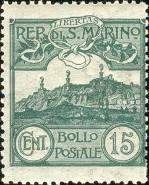 LIBERTAS
REP. DI S. MARINO
CENT. BOLLO 15
POSTALE